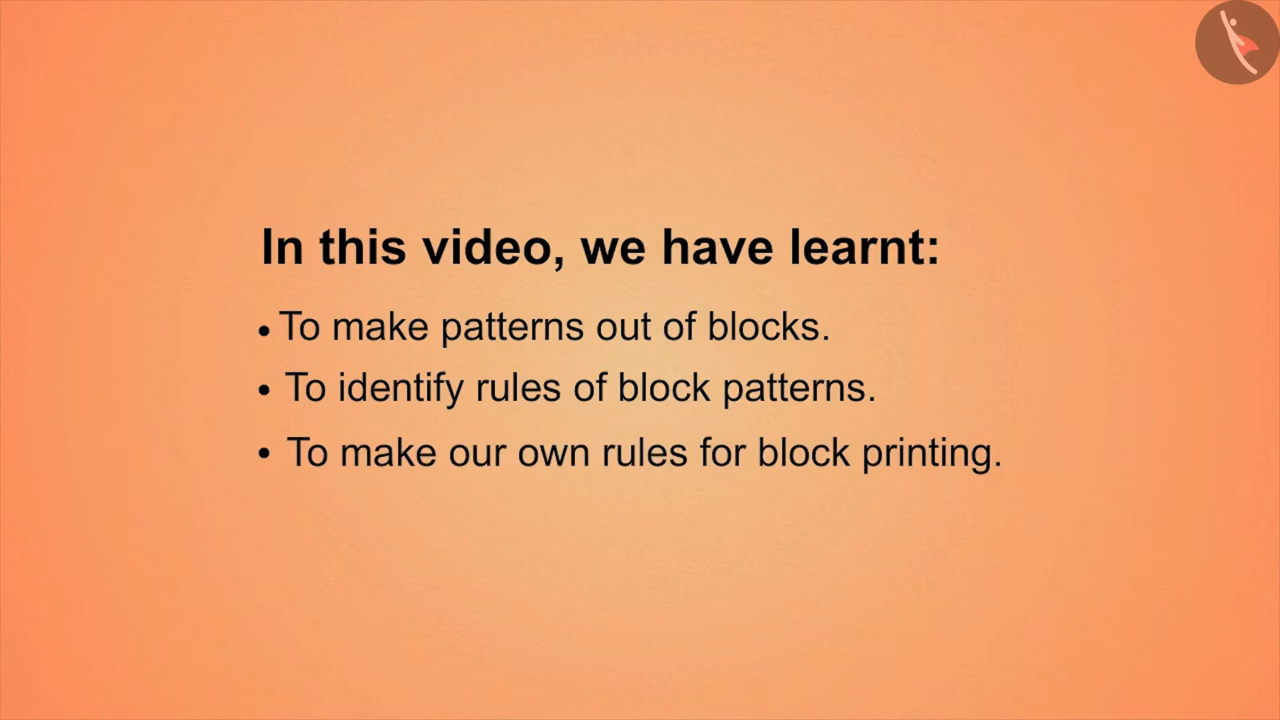 In this video, we have learnt:
• To make patterns out of blocks.
• To identify rules of block patterns.
• To make our own rules for block printing.